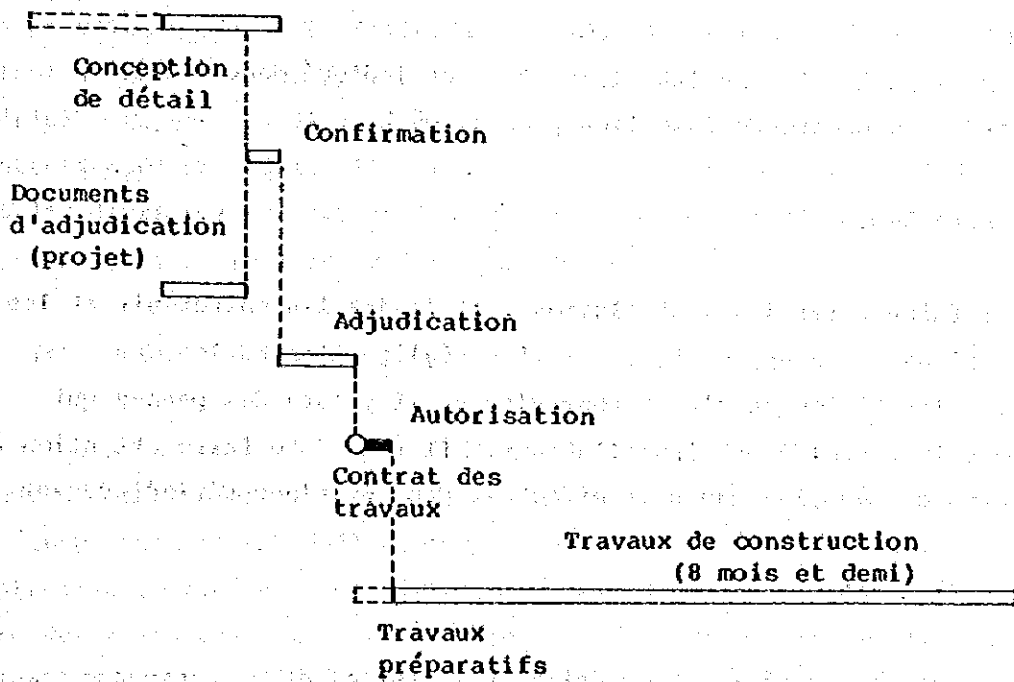 Conception
de détail
Confirmation
Documents
d'adjudication
(projet)
Adjudication
Autorisation
Contrat des
travaux
Travaux de construction
(8 mois et demi)
Travaux
préparatifs